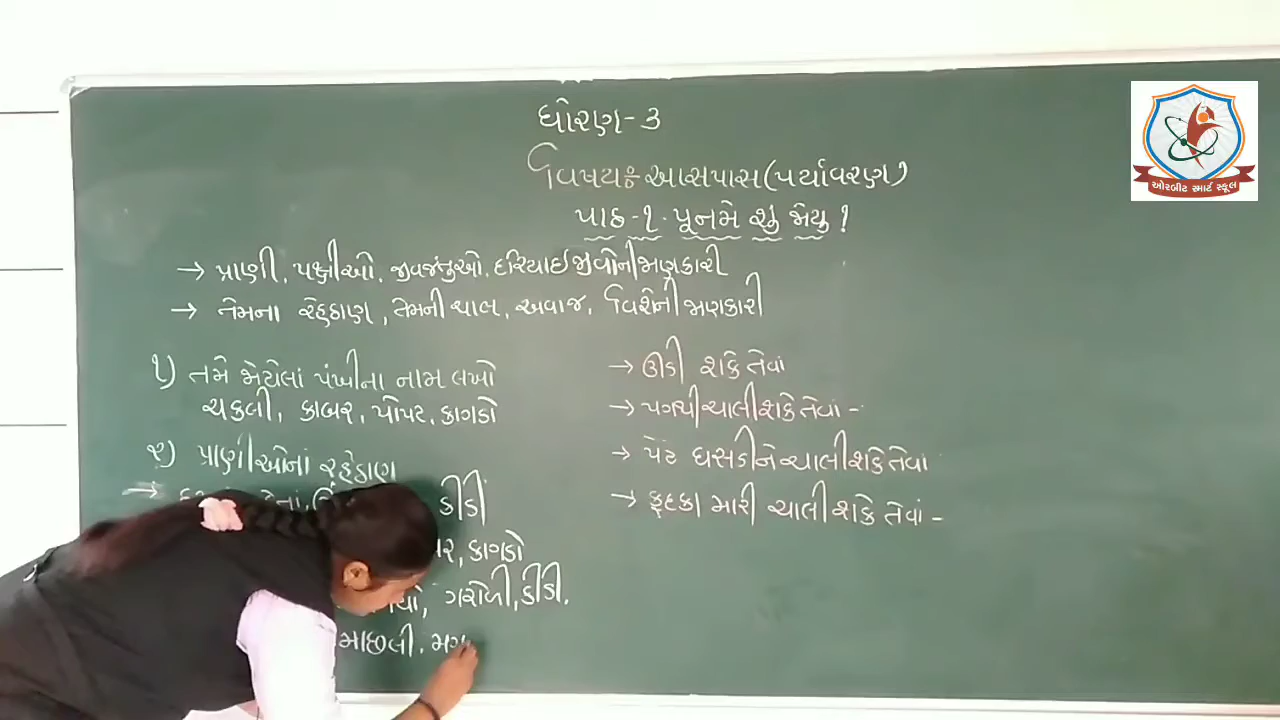 ધોરણ-૩
વિષયઃ આસપાસ(પર્યાવરણ)
પાઠ-૧. પૂનમે શુ જોયુ ?
→ પ્રાણી, પક્ષીઓ, જીવજંતુઓ, દરિયાઈ જીવોની જાણકારી
→ તેમના રહેઠાણ, તેમની ચાલ, અવાજ, વિશેની જાણકારી
૧) તમે જોયેલાં પંખીના નામ લખો
ચકલી, કાબર, પોપટ, કાગડો
૨) પ્રાણીઓનાં રહેઠાણ
→ કીડી
કાગડો
ગરોળી, કીડી.
માછલી, મગ
→ ઊડી શકે તેવાં
→ પગથી ચાલી શકે તેવાં -
→ પેટ ઘસડીને ચાલી શકે તેવાં
→ કૂદકા મારી ચાલી શકે તેવાં -
ઓરબીટ સ્માર્ટ સ્કૂલ